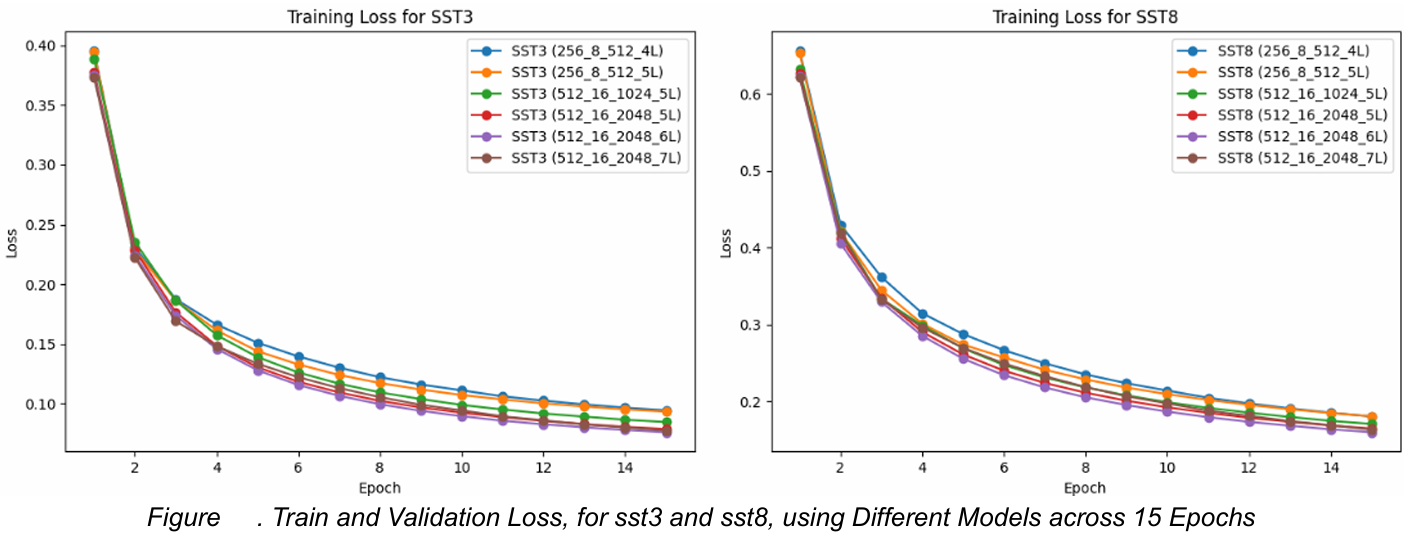 Training Loss for SST3
0.40
0.35
0.30
0.25
0.20
0.15
0.10
Loss
2
4
6
8
10
12
14
Epoch
SST3 (256_8_512_4L)
SST3 (256_8_512_5L)
SST3 (512_16_1024_5L)
SST3 (512_16_2048_5L)
SST3 (512_16_2048_6L)
SST3 (512_16_2048_7L)
Training Loss for SST8
0.6
0.5
0.4
0.3
0.2
Loss
2
4
6
8
10
12
14
Epoch
SST8 (256_8_512_4L)
SST8 (256_8_512_5L)
SST8 (512_16_1024_5L)
SST8 (512_16_2048_5L)
SST8 (512_16_2048_6L)
SST8 (512_16_2048_7L)
Figure . Train and Validation Loss, for sst3 and sst8, using Different Models across 15 Epochs